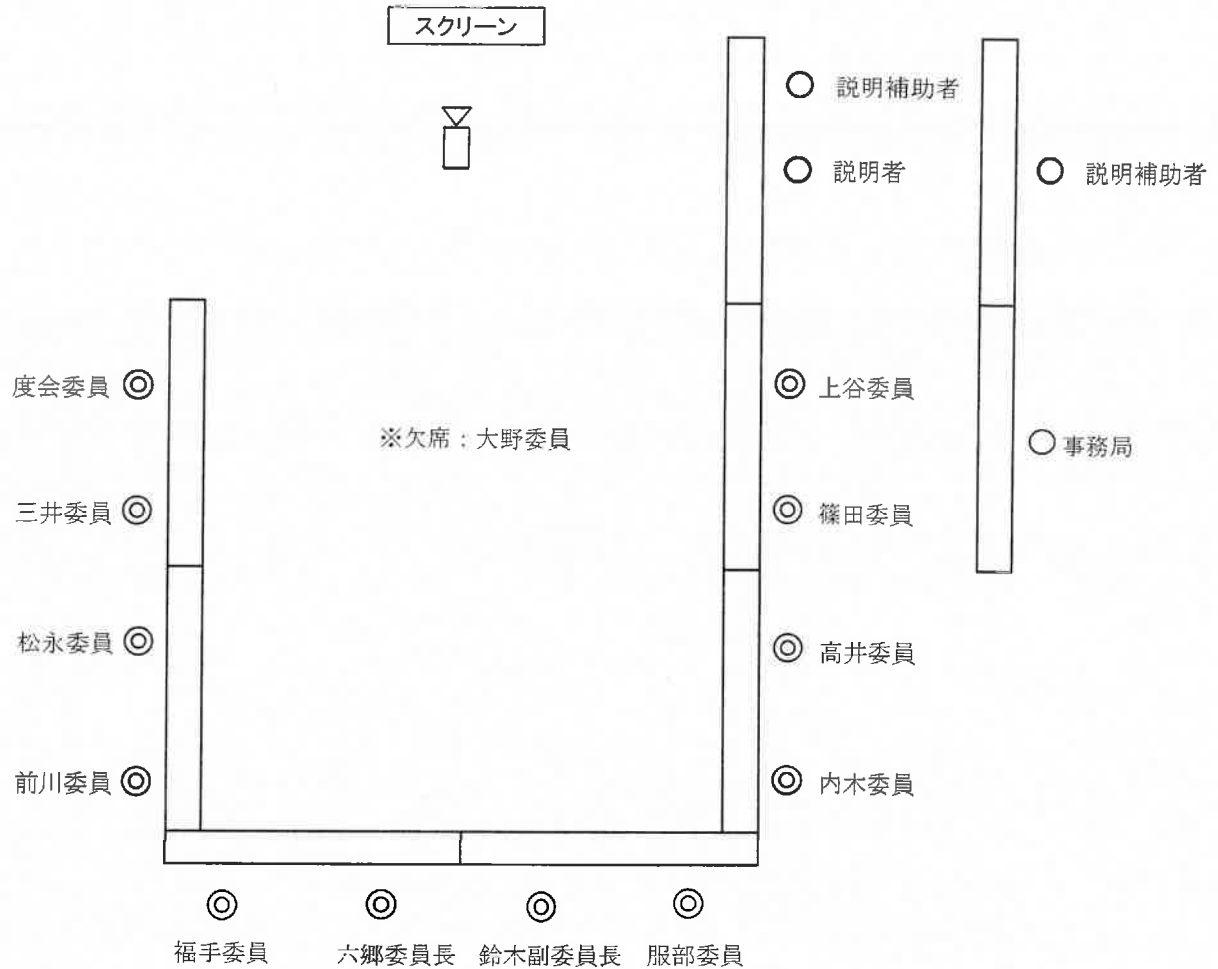 スクリーン
説明補助者
説明者
説明補助者
度会委員
上谷委員
※欠席：大野委員
事務局
三井委員
篠田委員
松永委員
高井委員
前川委員
内木委員
福手委員
六郷委員長
鈴木副委員長
服部委員